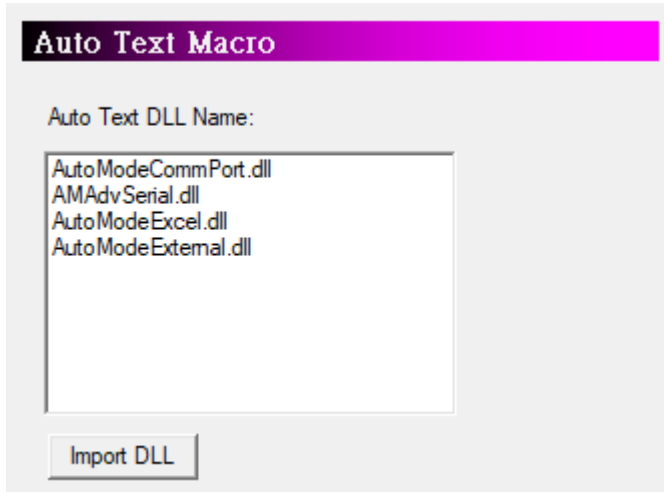 Auto Text Macro
Auto Text DLL Name:
AutoModeCommPort.dll
AMAdvSerial.dll
AutoModeExcel.dll
AutoModeExternal.dll
Import DLL